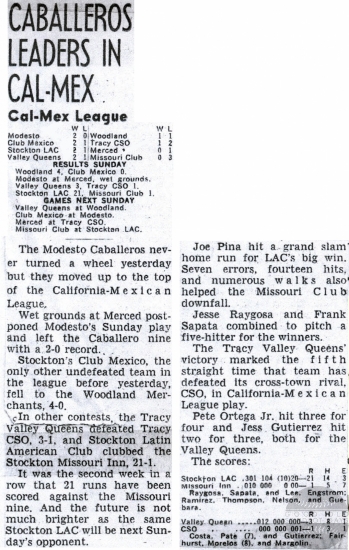 CABALLEROS
LEADERS IN
CAL-MEX
Cal-Mex League
W L W L
Modesto 2 0 Woodland 1 1
Club Mexico 2 1 Tracy CSO 1 2
Stockton LAC 2 1 Merced 0 1
Valley Queens 2 1 Missouri Club 0 3
RESULTS SUNDAY
Woodland 4, Club Mexico 0.
Modesto at Merced, wet grounds.
Valley Queens 3, Tracy CSO 1.
Stockton LAC 21, Missouri Club 1.
GAMES NEXT SUNDAY
Valley Queens at Woodland.
Club Mexico at Modesto.
Merced at Tracy CSO.
Missouri Club at Stockton LAC.
The Modesto Caballeros nev-
er turned a wheel yesterday
but they moved up to the top
of the California-Mexican
League.
Wet grounds at Merced post-
poned Modesto's Sunday play
and left the Caballero nine
with a 2-0 record.
Stockton's Club Mexico, the
only other undefeated team in
the league before yesterday,
fell to the Woodland Mer-
chants, 4-0.
In other contests, the Tracy
Valley Queens defeated Tracy
CSO, 3-1, and Stockton Latin
American Club clubbed the
Stockton Missouri Inn, 21-1.
It was the second week in a
row that 21 runs have been
scored against the Missouri
nine. And the future is not
much brighter as the same
Stockton LAC will be next Sun-
day's opponent.
Joe Pina hit a grand slam
home run for LAC's big win.
Seven errors, fourteen hits,
and numerous walks also
helped the Missouri Club
downfall.
Jesse Raygosa and Frank
Sapata combined to pitch a
five-hitter for the winners.
The Tracy Valley Queens'
victory marked the fifth
straight time that team has
defeated its cross-town rival,
CSO, in California-Mexican
League play.
Pete Ortega Jr. hit three for
four and Jess Gutierrez hit
two for three, both for the
Valley Queens.
The scores:
R H E
Stockton LAC .301 104 (10)20—21 14 3
Missouri Inn ..010 000 0 00— 1 5 7
Raygosa, Sapata, and Lee, Engstrom;
Ramirez, Thompson, Nelson, and Gue-
bara.
R H E
Valley Queen ....012 000 000—3 8 1
CSO ....000 001 000—1 3 1
Costa, Pate (7), and Gutierrez; Fair-
hurst, Morelos (8), and Margolin.